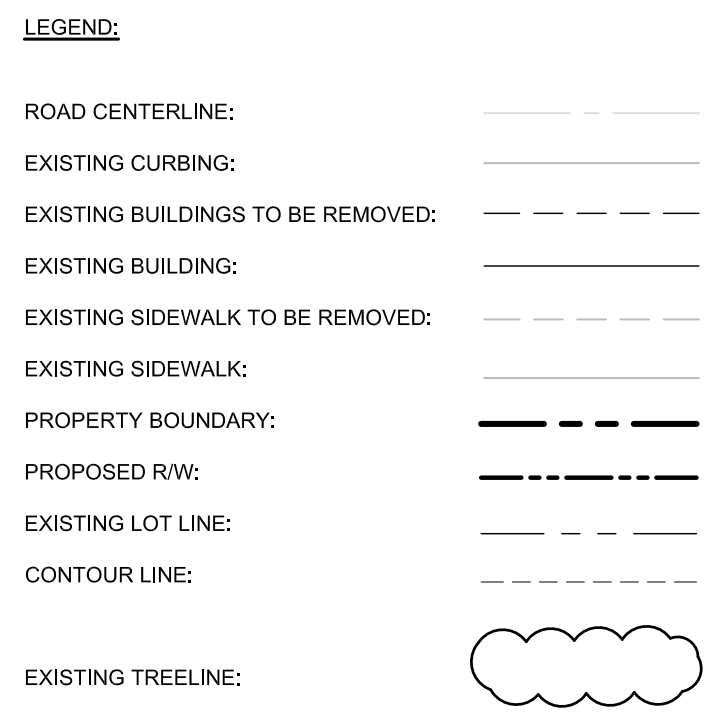 LEGEND:
ROAD CENTERLINE:
EXISTING CURBING:
EXISTING BUILDINGS TO BE REMOVED:
EXISTING BUILDING:
EXISTING SIDEWALK TO BE REMOVED:
EXISTING SIDEWALK:
PROPERTY BOUNDARY:
PROPOSED R/W:
EXISTING LOT LINE:
CONTOUR LINE:
EXISTING TREELINE: